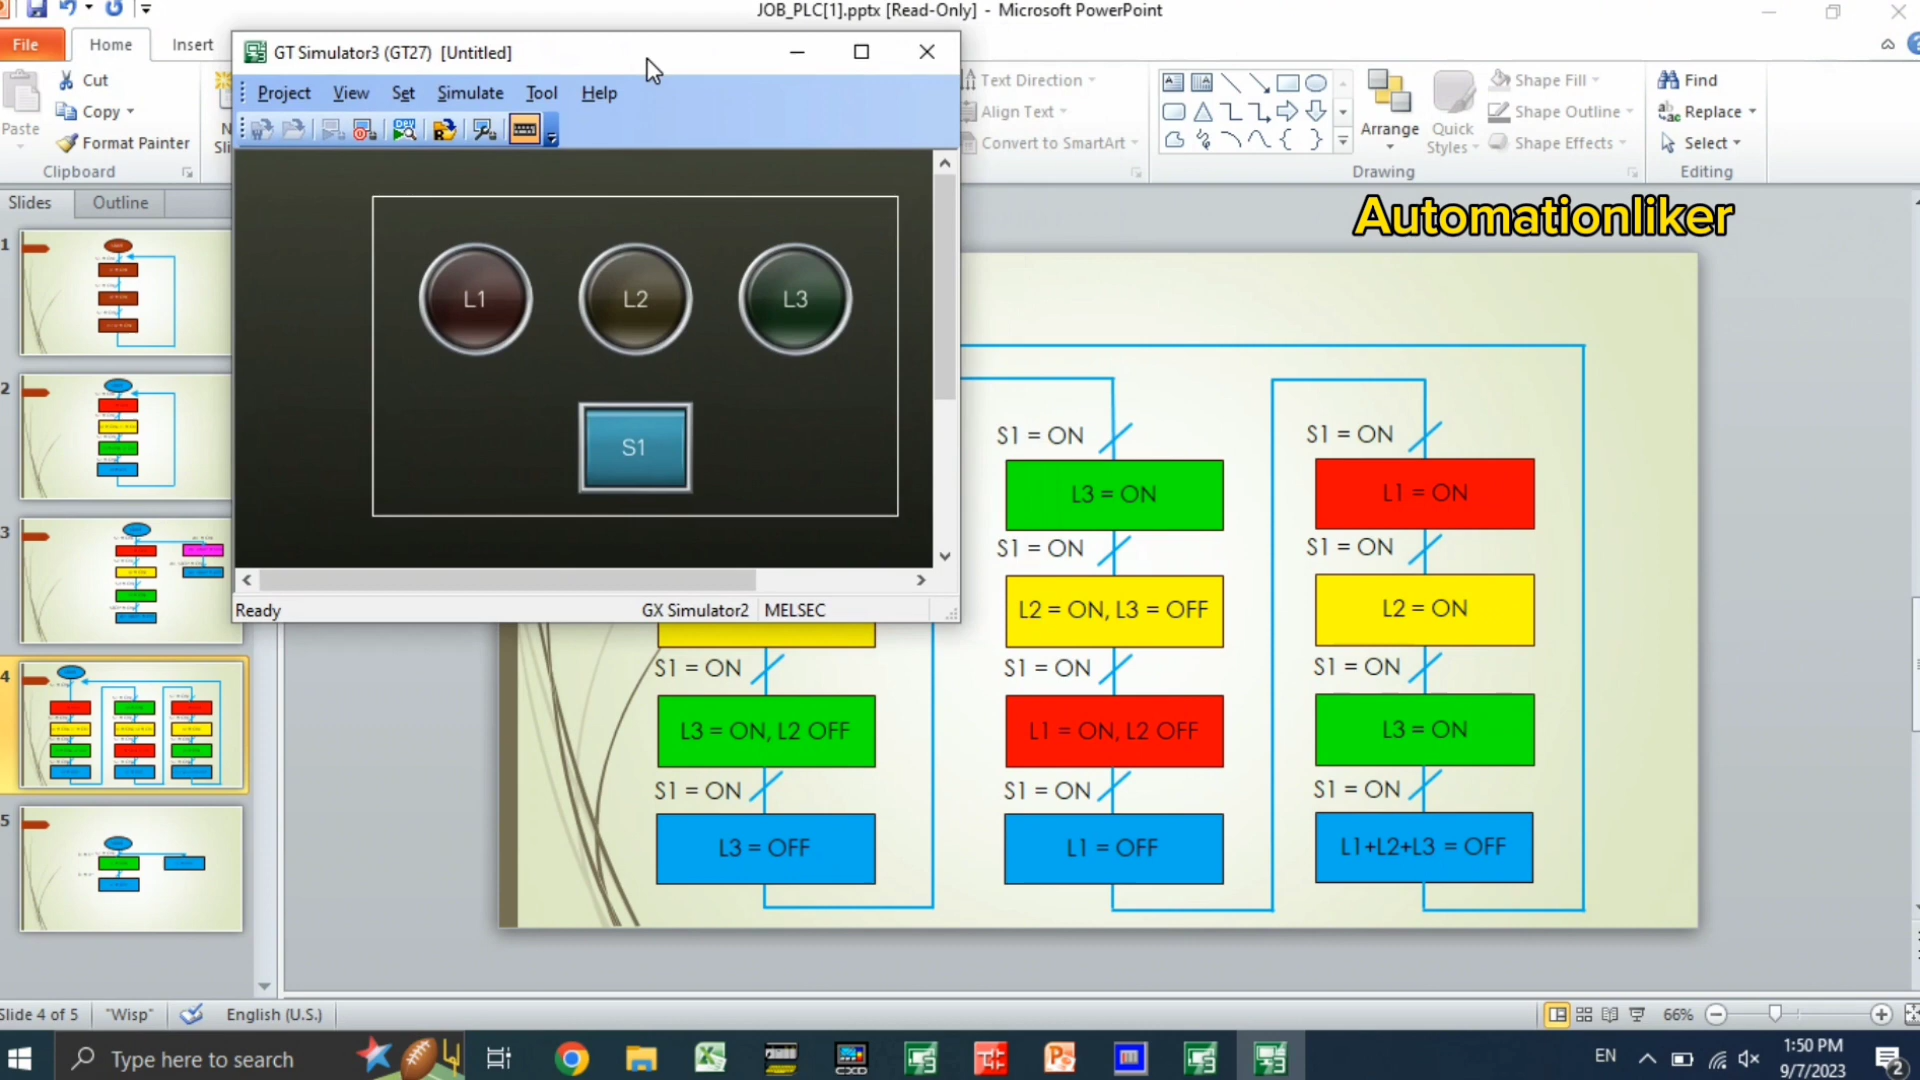 JOB_PLC[1].pptx [Read-Only] - Microsoft PowerPoint
File
Home
Insert
Cut
Copy
Format Painter
Paste
Clipboard
Text Direction
Align Text
Convert to SmartArt
Arrange
Quick
Styles
Shape Fill
Shape Outline
Shape Effects
Drawing
Find
Replace
Select
Editing
GT Simulator3 (GT27) [Untitled]
Project View Set Simulate Tool Help
L1 L2 L3
S1
Ready
GX Simulator2
MELSEC
Slides
Outline
1
2
3
4
5
Automationliker
S1 = ON
L3 = ON, L2 OFF
S1 = ON
L3 = OFF
S1 = ON
L3 = ON
S1 = ON
L2 = ON, L3 = OFF
S1 = ON
L1 = ON, L2 OFF
S1 = ON
L1 = OFF
S1 = ON
L1 = ON
S1 = ON
L2 = ON
S1 = ON
L3 = ON
S1 = ON
L1+L2+L3 = OFF
Slide 4 of 5
"Wisp"
English (U.S.)
66%
Type here to search
EN
1:50 PM
9/7/2023
2